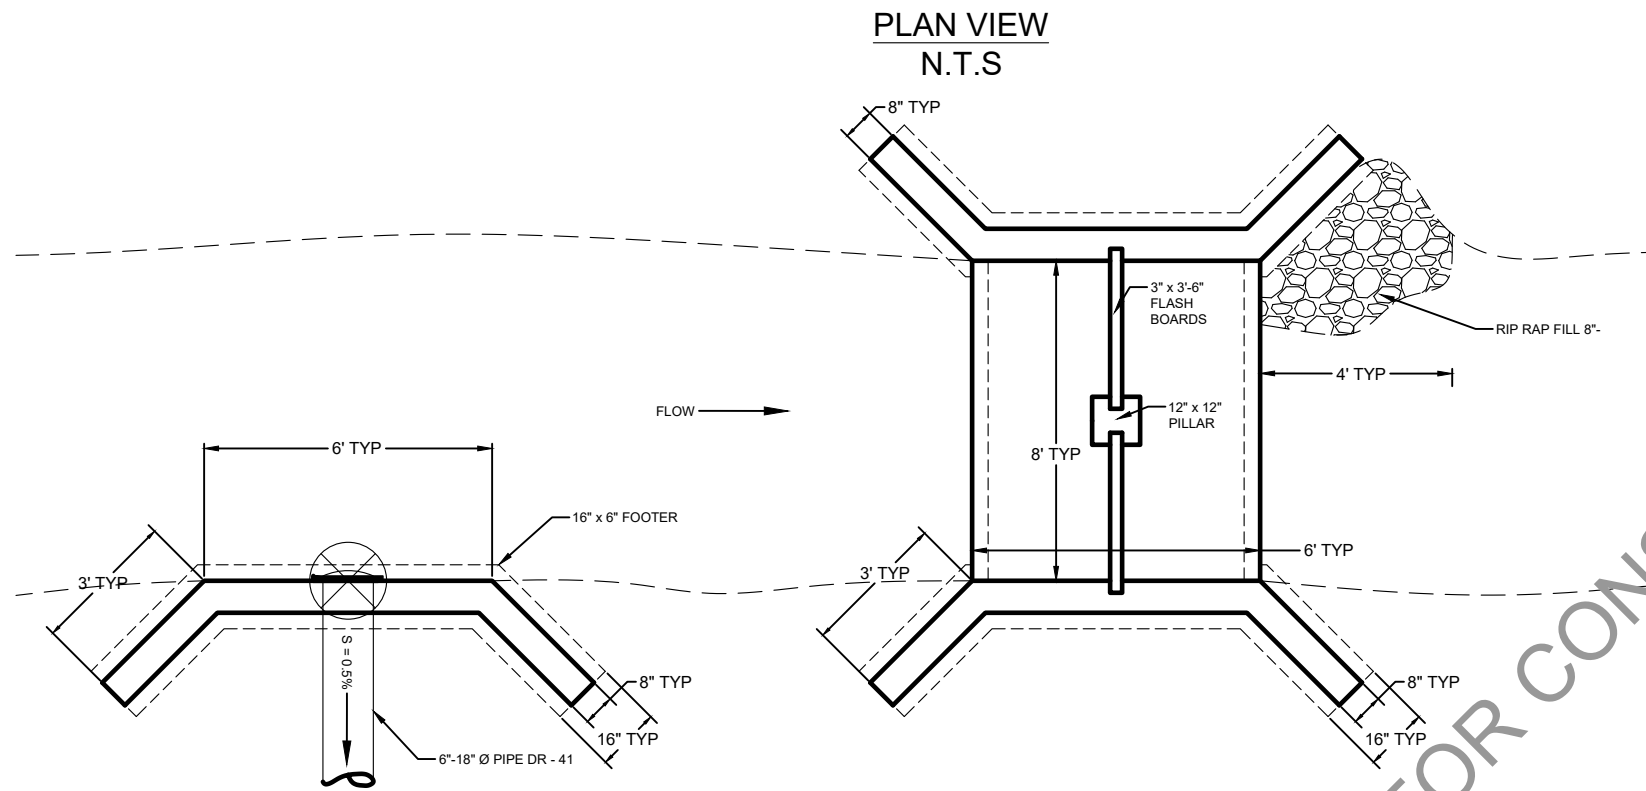 PLAN VIEW
N.T.S
8" TYP
3" x 3'-6"
FLASH
BOARDS
RIP RAP FILL 8"-
4' TYP
FLOW
12" x 12"
PILLAR
6' TYP
8' TYP
16" x 6" FOOTER
6' TYP
3' TYP
3' TYP
S = 0.5%
8" TYP
8" TYP
16" TYP
16" TYP
6"-18" Ø PIPE DR - 41
FOR CONS